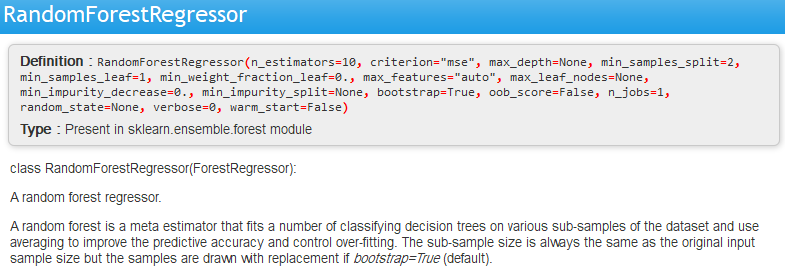 RandomForestRegressor
Definition : RandomForestRegressor(n_estimators=10, criterion="mse", max_depth=None, min_samples_split=2,
min_samples_leaf=1, min_weight_fraction_leaf=0., max_features="auto", max_leaf_nodes=None,
min_impurity_decrease=0., min_impurity_split=None, bootstrap=True, oob_score=False, n_jobs=1,
random_state=None, verbose=0, warm_start=False)
Type : Present in sklearn.ensemble.forest module
class RandomForestRegressor(ForestRegressor):
A random forest regressor.
A random forest is a meta estimator that fits a number of classifying decision trees on various sub-samples of the dataset and use
averaging to improve the predictive accuracy and control over-fitting. The sub-sample size is always the same as the original input
sample size but the samples are drawn with replacement if bootstrap=True (default).